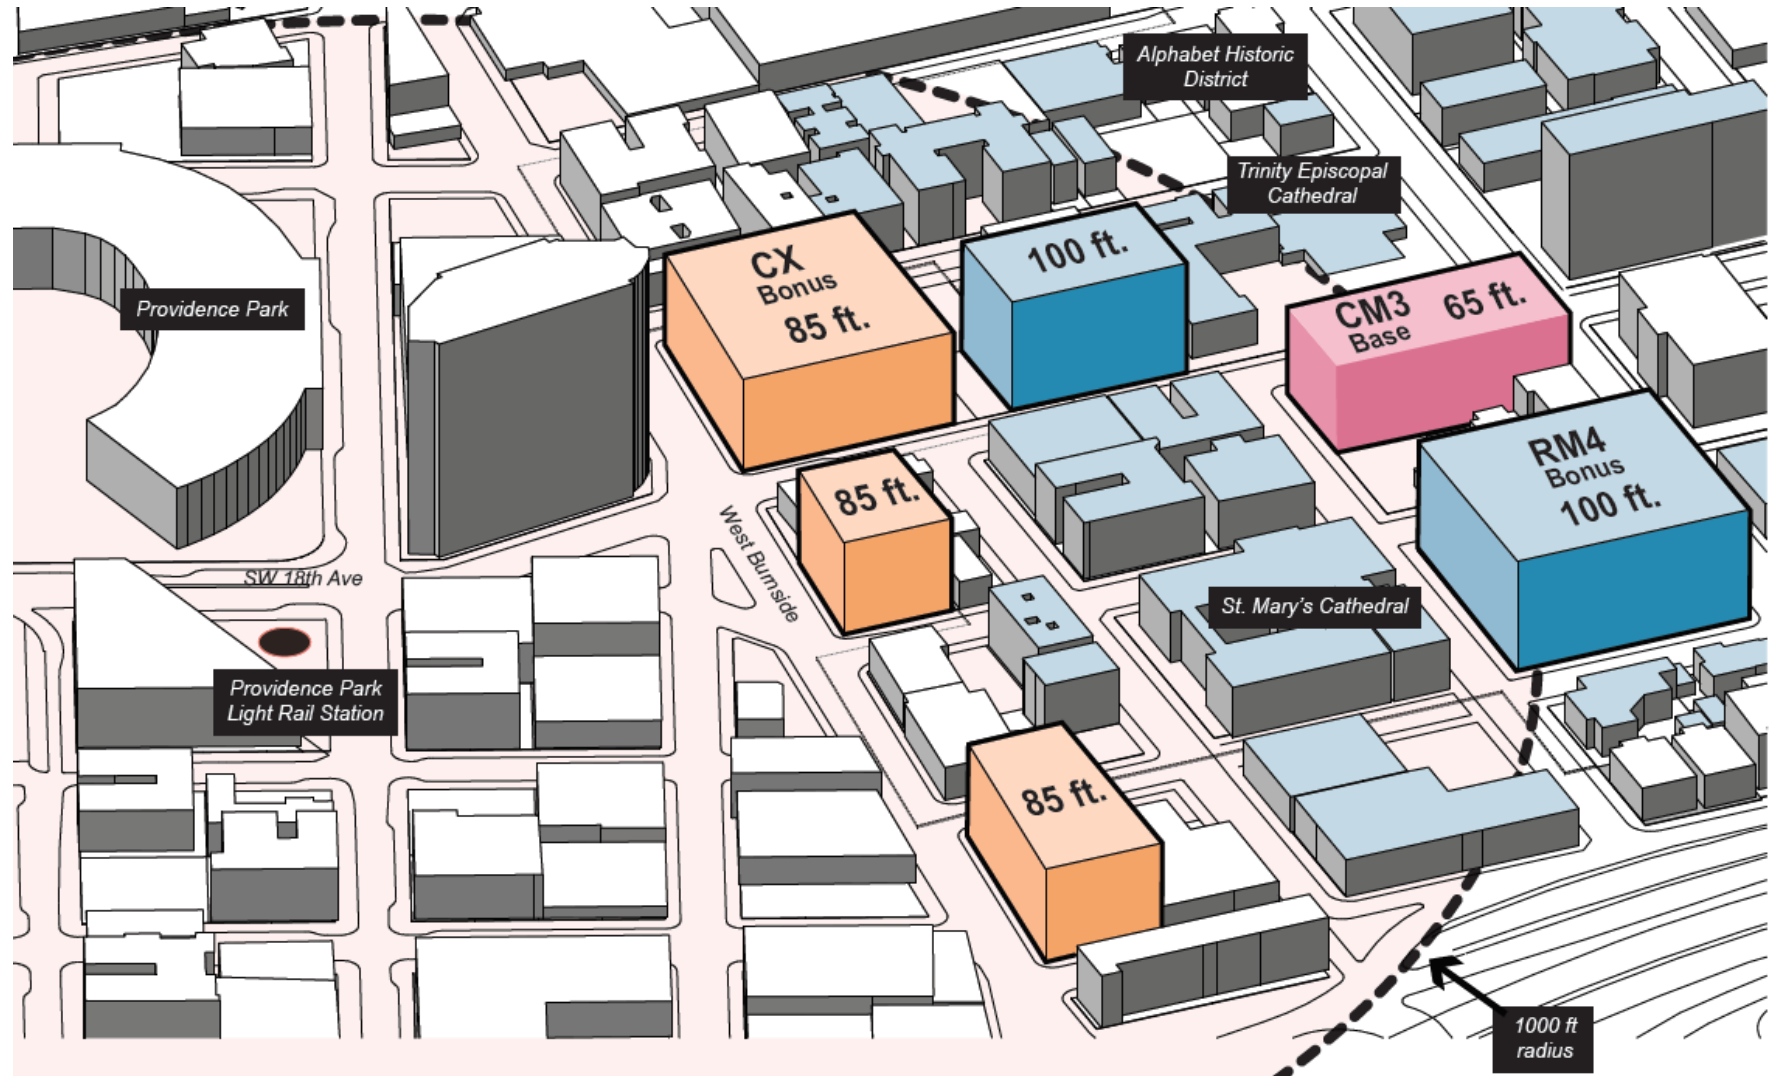 Alphabet Historic
District
Trinity Episcopal
Cathedral
CX
Bonus
85 ft.
100 ft.
Providence Park
CM3 65 ft.
Base
RM4
Bonus
100 ft.
85 ft.
West Burnside
SW 18th Ave
St. Mary's Cathedral
Providence Park
Light Rail Station
85 ft.
1000 ft
radius